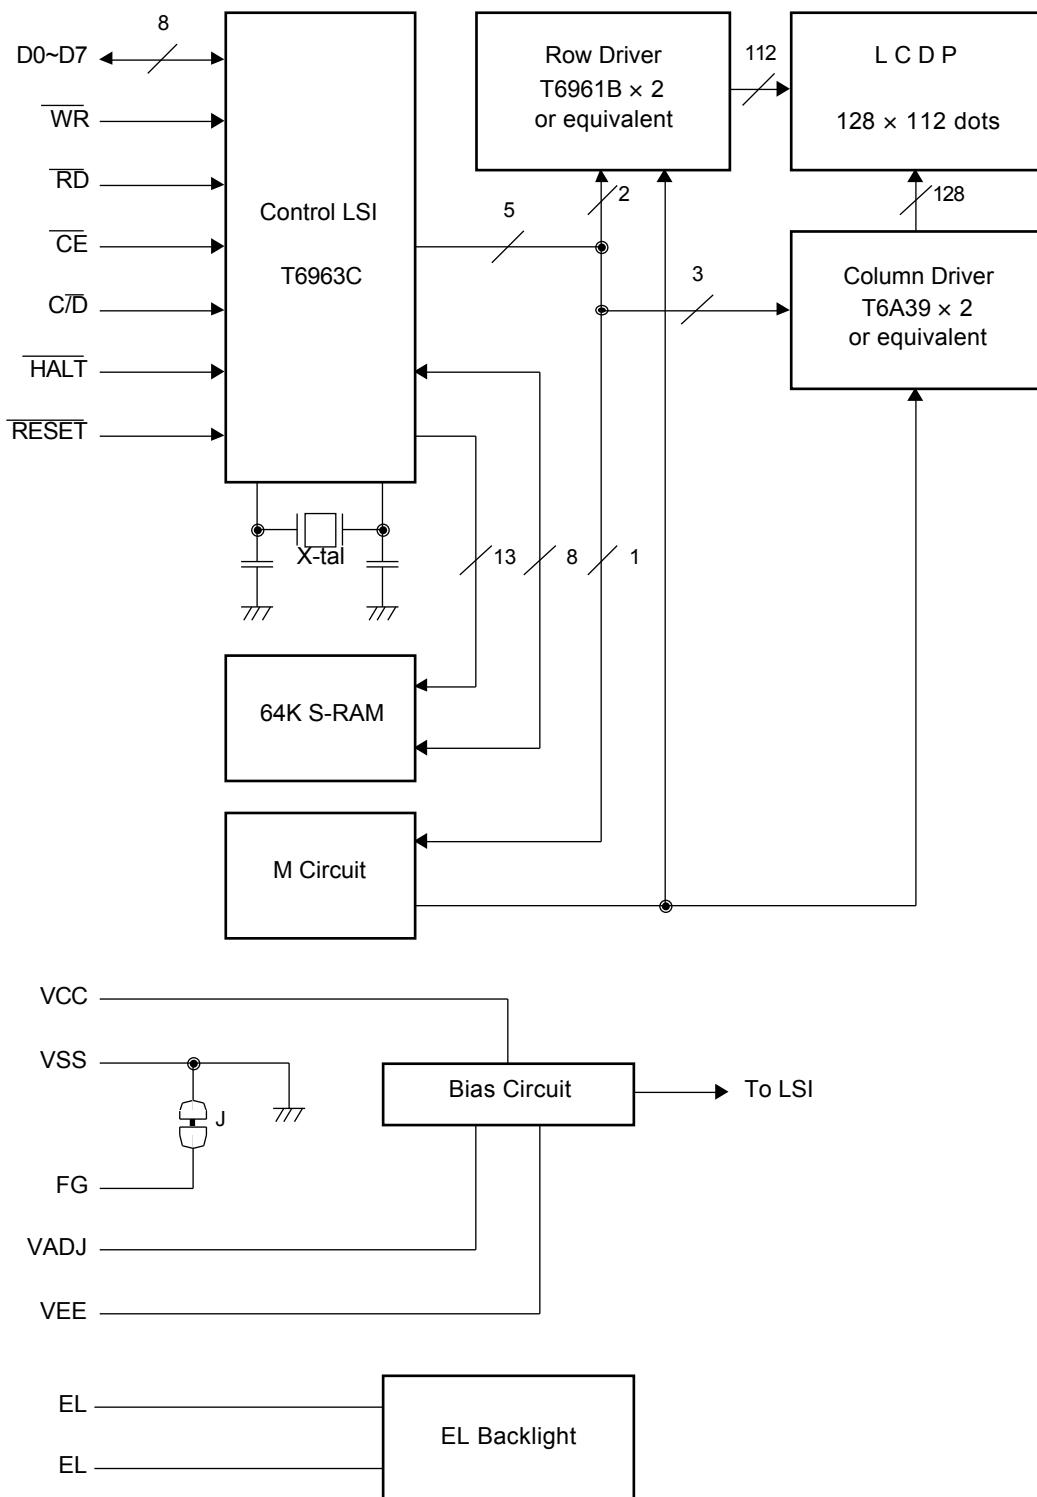 8
D0~D7
WR
RD
CE
C/D
HALT
RESET
Control LSI
T6963C
Row Driver
T6961B × 2
or equivalent
112
L C D P
128 × 112 dots
2
128
5
3
Column Driver
T6A39 × 2
or equivalent
X-tal
13
8
1
64K S-RAM
M Circuit
VCC
VSS
Bias Circuit
To LSI
J
FG
VADJ
VEE
EL
EL Backlight
EL